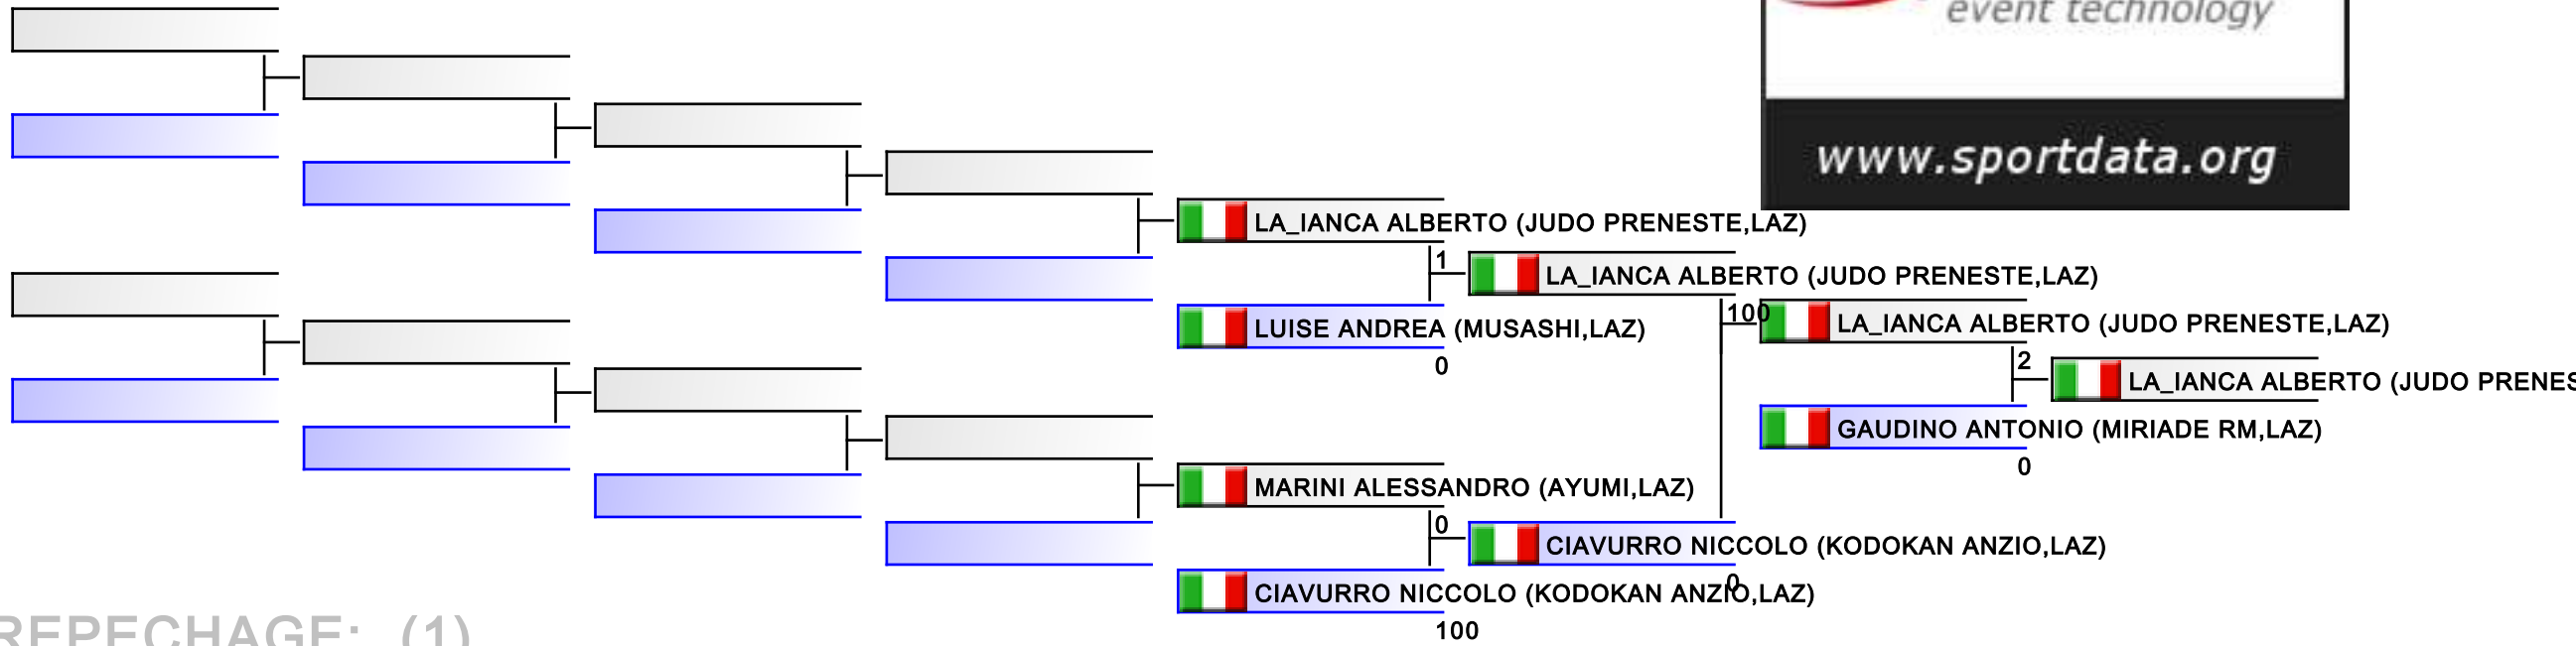 event technology
www.sportdata.org
LA_IANCA ALBERTO (JUDO PRENESTE,LAZ)
1
LA_IANCA ALBERTO (JUDO PRENESTE,LAZ)
100
LUISE ANDREA (MUSASHI,LAZ)
0
LA_IANCA ALBERTO (JUDO PRENESTE,LAZ)
2
LA_IANCA ALBERTO (JUDO PRENES
GAUDINO ANTONIO (MIRIADE RM,LAZ)
0
MARINI ALESSANDRO (AYUMI,LAZ)
0
CIAVURRO NICCOLO (KODOKAN ANZIO,LAZ)
0
CIAVURRO NICCOLO (KODOKAN ANZIO,LAZ)
100
REPECHAGE: (1)